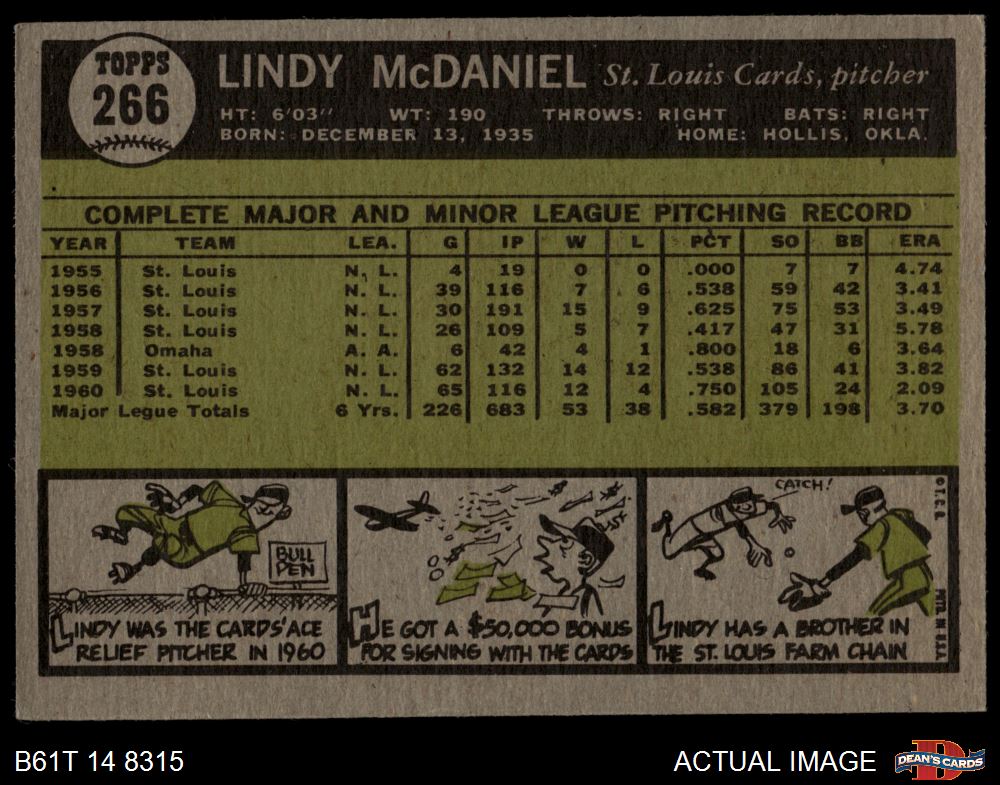 TOPPS
266
LINDY McDANIEL St. Louis Cards, pitcher
HT: 6'03" WT: 190 THROWS: RIGHT BATS: RIGHT
BORN: DECEMBER 13, 1935 HOME: HOLLIS, OKLA.
COMPLETE MAJOR AND MINOR LEAGUE PITCHING RECORD
YEAR TEAM LEA. G IP W L PCT SO BB ERA
1955 St. Louis N. L. 4 19 0 0 .000 7 7 4.74
1956 St. Louis N. L. 39 116 7 6 .538 59 42 3.41
1957 St. Louis N. L. 30 191 15 9 .625 75 53 3.49
1958 St. Louis N. L. 26 109 5 7 .417 47 31 5.78
1958 Omaha A. A. 6 42 4 1 .800 18 6 3.64
1959 St. Louis N. L. 62 132 14 12 .538 86 41 3.82
1960 St. Louis N. L. 65 116 12 4 .750 105 24 2.09
Major Legue Totals 6 Yrs. 226 683 53 38 .582 379 198 3.70
BULL
PEN
LINDY WAS THE CARDS' ACE
RELIEF PITCHER IN 1960
HE GOT A $50,000 BONUS
FOR SIGNING WITH THE CARDS
CATCH!
LINDY HAS A BROTHER IN
THE ST. LOUIS FARM CHAIN
© T.C.G.
PTD. IN U.S.A.
B61T 14 8315
ACTUAL IMAGE
D
DEAN'S CARDS